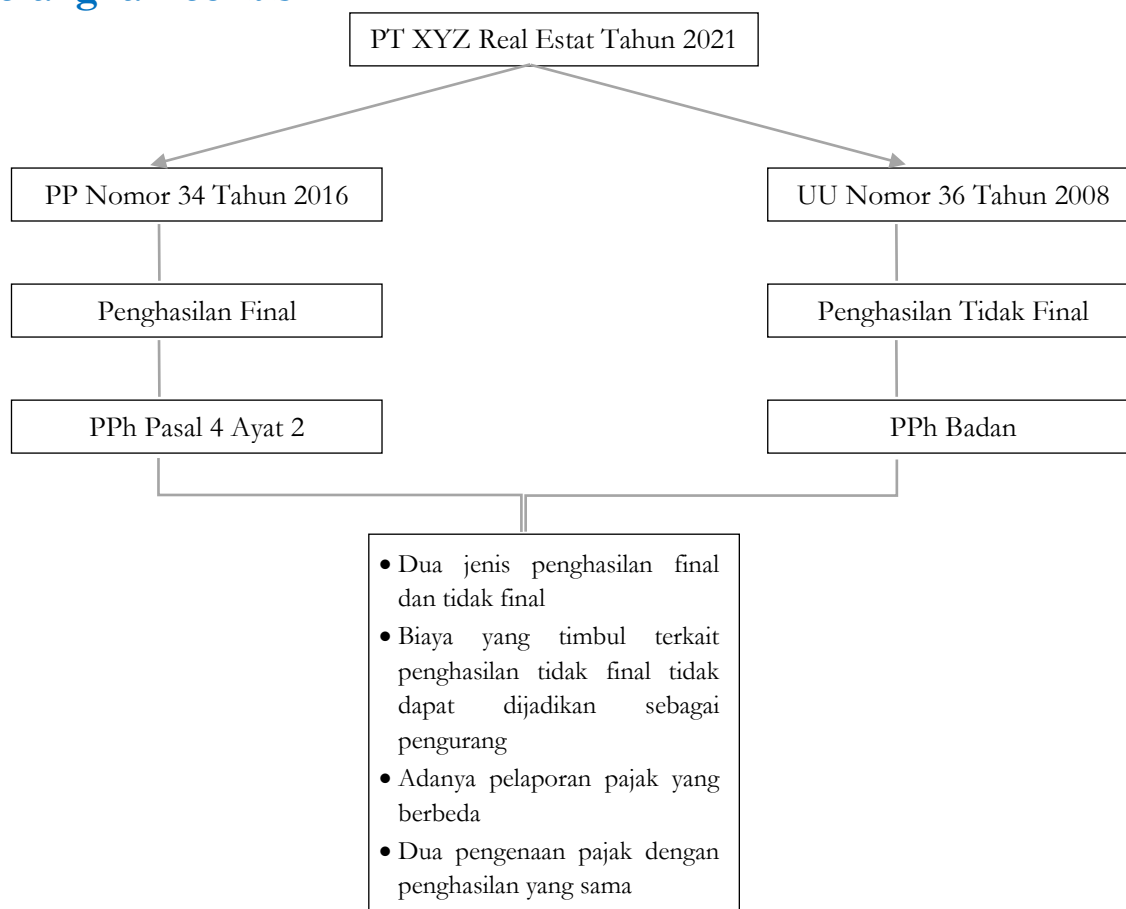 PT XYZ Real Estat Tahun 2021
PP Nomor 34 Tahun 2016
UU Nomor 36 Tahun 2008
Penghasilan Final
Penghasilan Tidak Final
PPh Pasal 4 Ayat 2
PPh Badan
• Dua jenis penghasilan final
dan tidak final
• Biaya yang timbul terkait
penghasilan tidak final tidak
dapat dijadikan sebagai
pengurang
• Adanya pelaporan pajak yang
berbeda
• Dua pengenaan pajak dengan
penghasilan yang sama